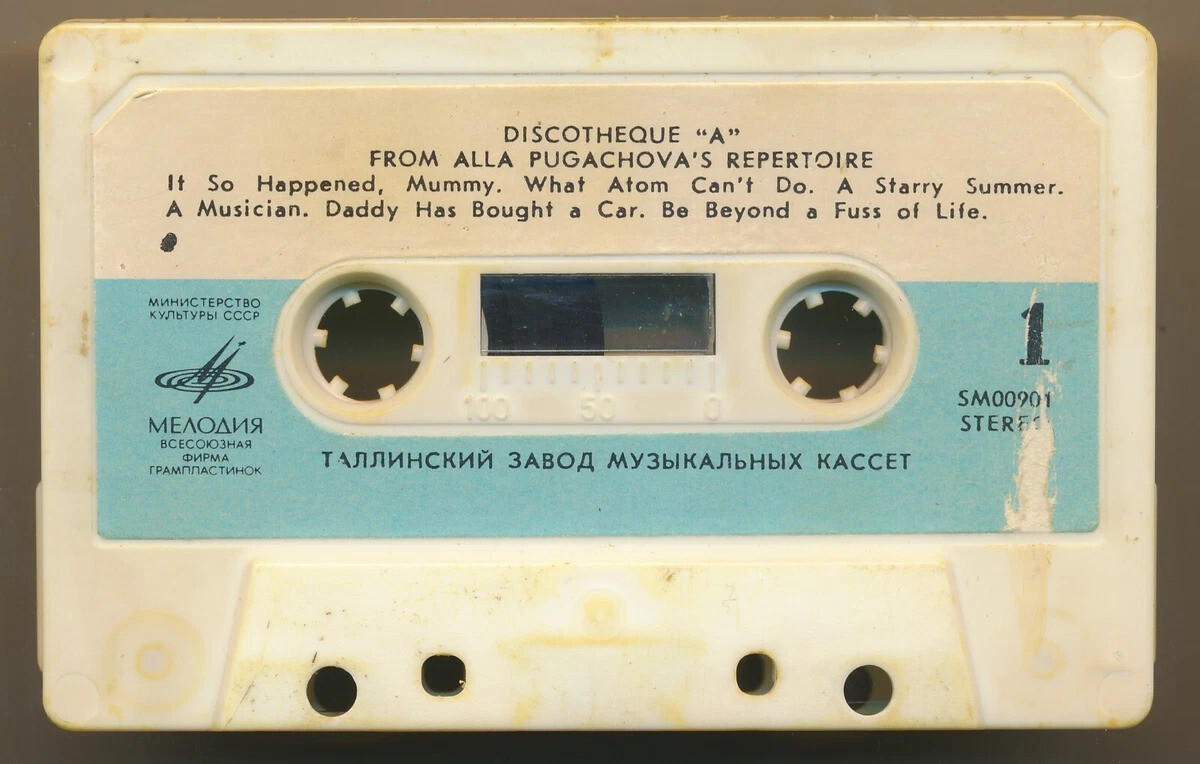 DISCOTHEQUE "A"
FROM ALLA PUGACHOVA'S REPERTOIRE
It So Happened, Mummy. What Atom Can't Do. A Starry Summer.
A Musician. Daddy Has Bought a Car. Be Beyond a Fuss of Life.
МИНИСТЕРСТВО
КУЛЬТУРЫ СССР
МЕЛОДИЯ
ВСЕСОЮЗНАЯ
ФИРМА
ГРАМПЛАСТИНОК
100 50 0
1
SM00901
ТАЛЛИНСКИЙ ЗАВОД МУЗЫКАЛЬНЫХ КАССЕТ